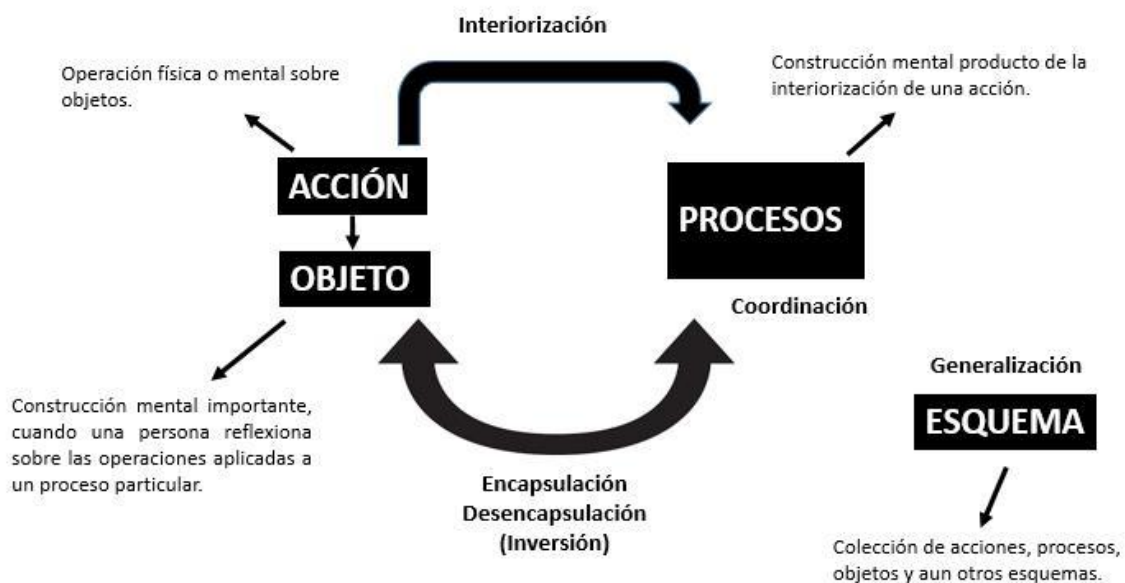 Interiorización
Operación física o mental sobre
objetos.
Construcción mental producto de la
interiorización de una acción.
ACCIÓN
PROCESOS
OBJETO
Coordinación
Generalización
ESQUEMA
Construcción mental importante,
cuando una persona reflexiona
sobre las operaciones aplicadas a
un proceso particular.
Encapsulación
Desencapsulación
(Inversión)
Colección de acciones, procesos,
objetos y aun otros esquemas.